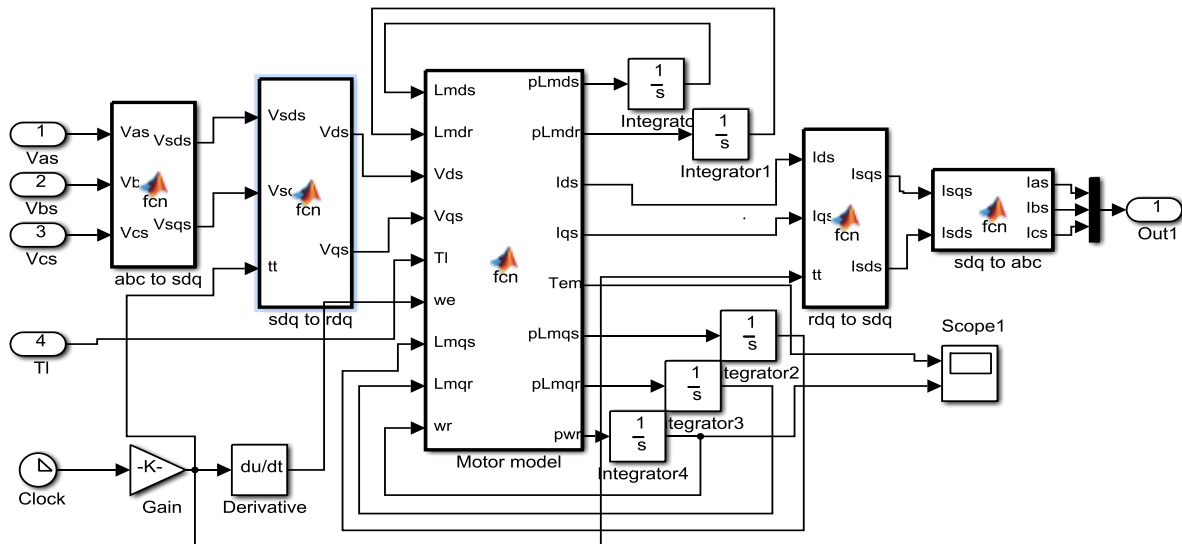 1
Vas
2
Vbs
3
Vcs
4
Tl
Clock
-K-
Gain
du/dt
Derivative
Vas
Vcs
Vsds
Vsqs
fcn
abc to sdq
Vsds
tt
Vds
Vqs
fcn
sdq to rdq
Lmds
Lmdr
Vds
Vqs
Tl
we
Lmqs
Lmqr
wr
fcn
pLmds
pLmdr
Ids
Iqs
Tem
pLmqs
pLmqr
pwr
Motor model
1
s
1
s
Integrator1
1
s
tegrator2
1
s
tegrator3
1
s
Integrator4
Ids
tt
fcn
Isqs
Isds
rdq to sdq
Isqs
Isds
fcn
Ias
Ibs
Ics
sdq to abc
1
Out1
Scope1